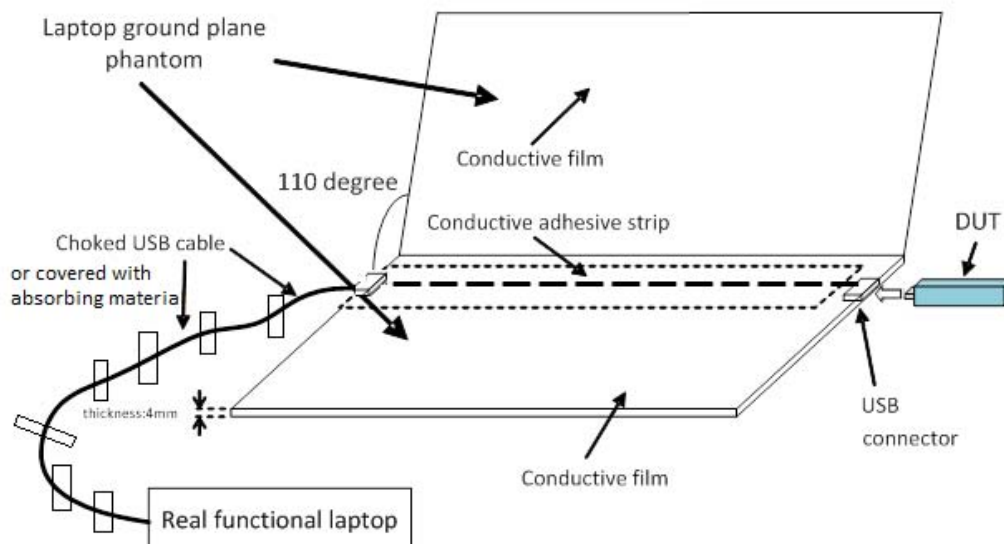 Laptop ground plane
phantom
Conductive film
110 degree
Conductive adhesive strip
DUT
Choked USB cable
or covered with
absorbing materia
thickness:4mm
USB
connector
Conductive film
Real functional laptop